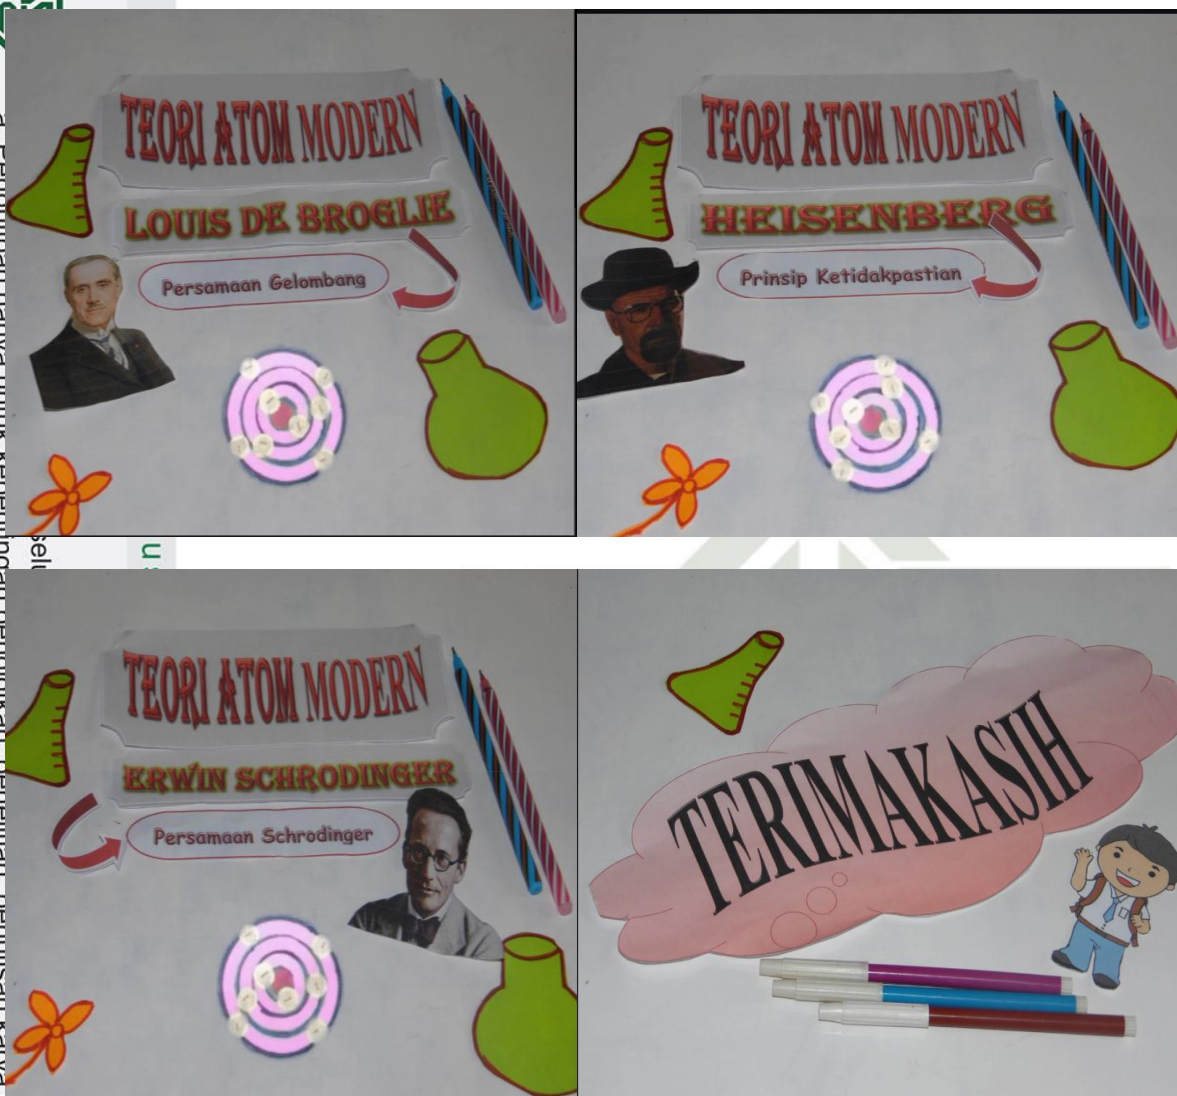 TEORI ATOM MODERN
LOUIS DE BROGLIE
Persamaan Gelombang
TEORI ATOM MODERN
HEISENBERG
Prinsip Ketidakpastian
TEORI ATOM MODERN
ERWIN SCHRODINGER
Persamaan Schrodinger
TERIMAKASIH